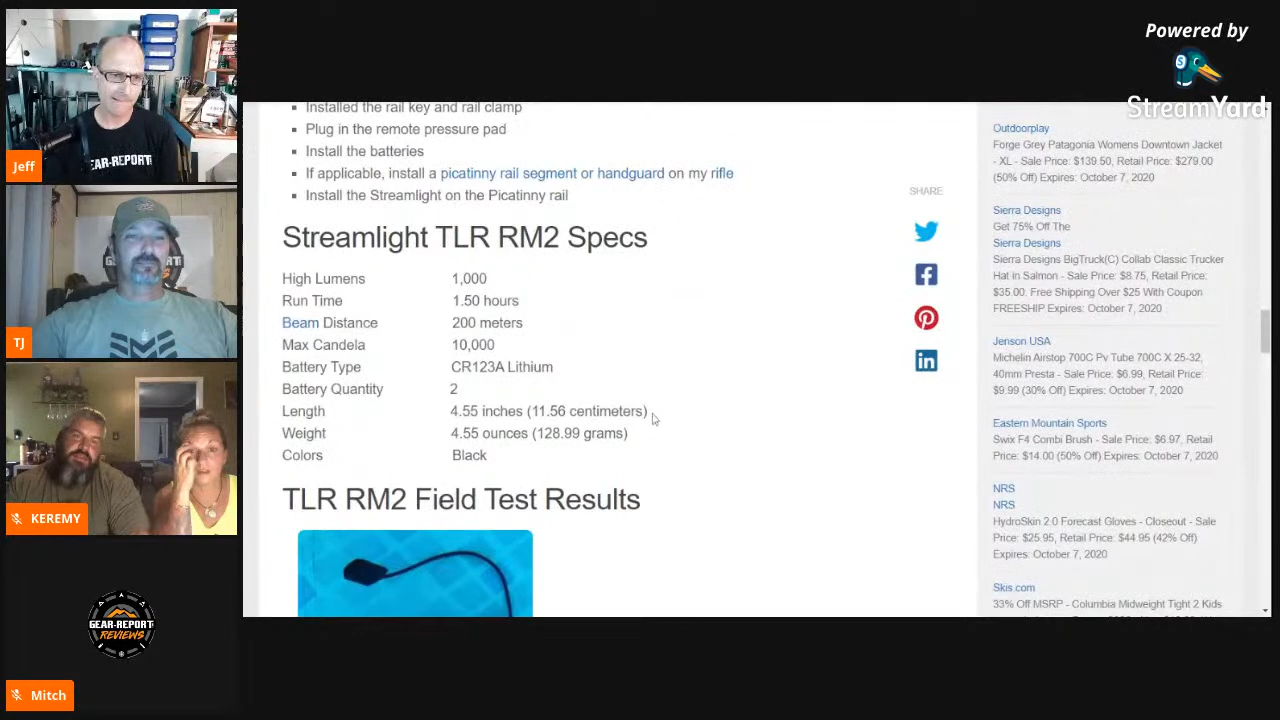 Powered by
StreamYard
Jeff
GEAR-REPORT
TJ
KEREMY
GEAR-REPORT
REVIEWS
Mitch
Installed the rail key and rail clamp
Plug in the remote pressure pad
Install the batteries
If applicable, install a picatinny rail segment or handguard on my rifle
Install the Streamlight on the Picatinny rail
Streamlight TLR RM2 Specs
High Lumens 1,000
Run Time 1.50 hours
Beam Distance 200 meters
Max Candela 10,000
Battery Type CR123A Lithium
Battery Quantity 2
Length 4.55 inches (11.56 centimeters)
Weight 4.55 ounces (128.99 grams)
Colors Black
TLR RM2 Field Test Results
SHARE
Outdoorplay
Forge Grey Patagonia Womens Downtown Jacket
- XL - Sale Price: $139.50, Retail Price: $279.00
(50% Off) Expires: October 7, 2020
Sierra Designs
Get 75% Off The
Sierra Designs
Sierra Designs BigTruck(C) Collab Classic Trucker
Hat in Salmon - Sale Price: $8.75, Retail Price:
$35.00. Free Shipping Over $25 With Coupon
FREESHIP Expires: October 7, 2020
Jenson USA
Michelin Airstop 700C Pv Tube 700C X 25-32,
40mm Presta - Sale Price: $6.99, Retail Price:
$9.99 (30% Off) Expires: October 7, 2020
Eastern Mountain Sports
Swix F4 Combi Brush - Sale Price: $6.97, Retail
Price: $14.00 (50% Off) Expires: October 7, 2020
NRS
NRS
HydroSkin 2.0 Forecast Gloves - Closeout - Sale
Price: $25.95, Retail Price: $44.95 (42% Off)
Expires: October 7, 2020
Skis.com
33% Off MSRP - Columbia Midweight Tight 2 Kids